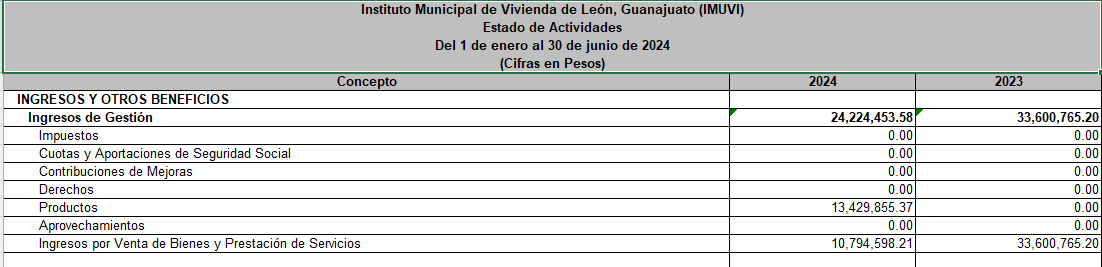 Instituto Municipal de Vivienda de León, Guanajuato (IMUVI)
Estado de Actividades
Del 1 de enero al 30 de junio de 2024
(Cifras en Pesos)
Concepto 2024 2023
INGRESOS Y OTROS BENEFICIOS
Ingresos de Gestión 24,224,453.58 33,600,765.20
Impuestos 0.00 0.00
Cuotas y Aportaciones de Seguridad Social 0.00 0.00
Contribuciones de Mejoras 0.00 0.00
Derechos 0.00 0.00
Productos 13,429,855.37 0.00
Aprovechamientos 0.00 0.00
Ingresos por Venta de Bienes y Prestación de Servicios 10,794,598.21 33,600,765.20